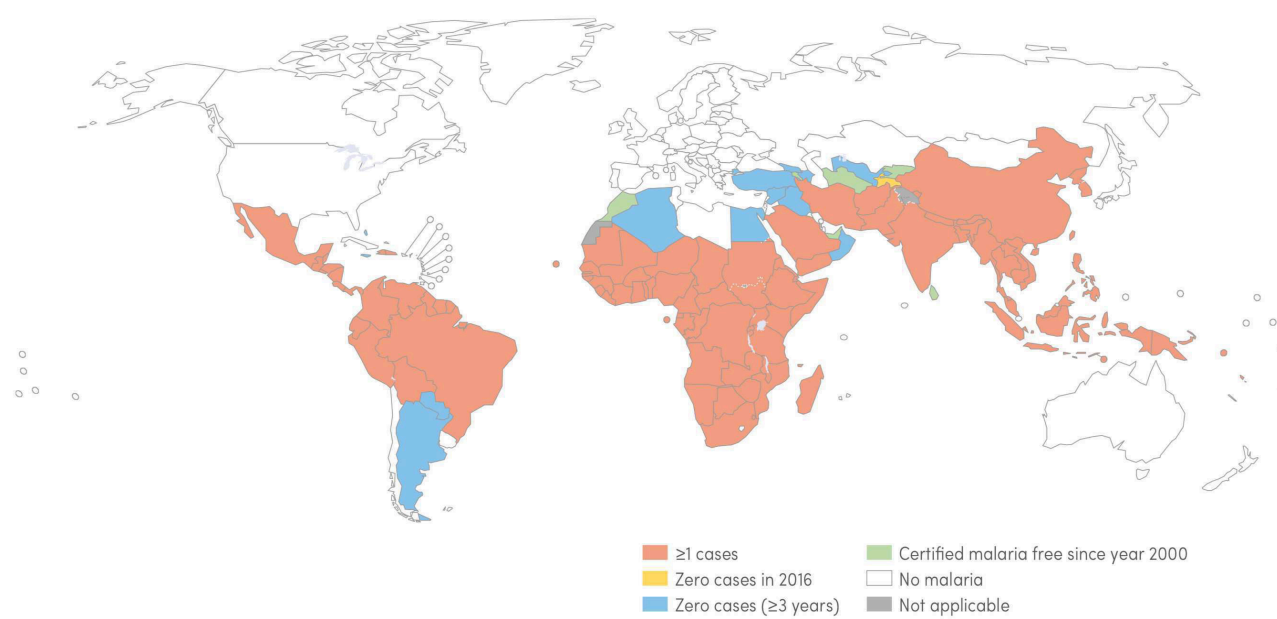 ≥1 cases
Zero cases in 2016
Zero cases (≥3 years)
Certified malaria free since year 2000
No malaria
Not applicable